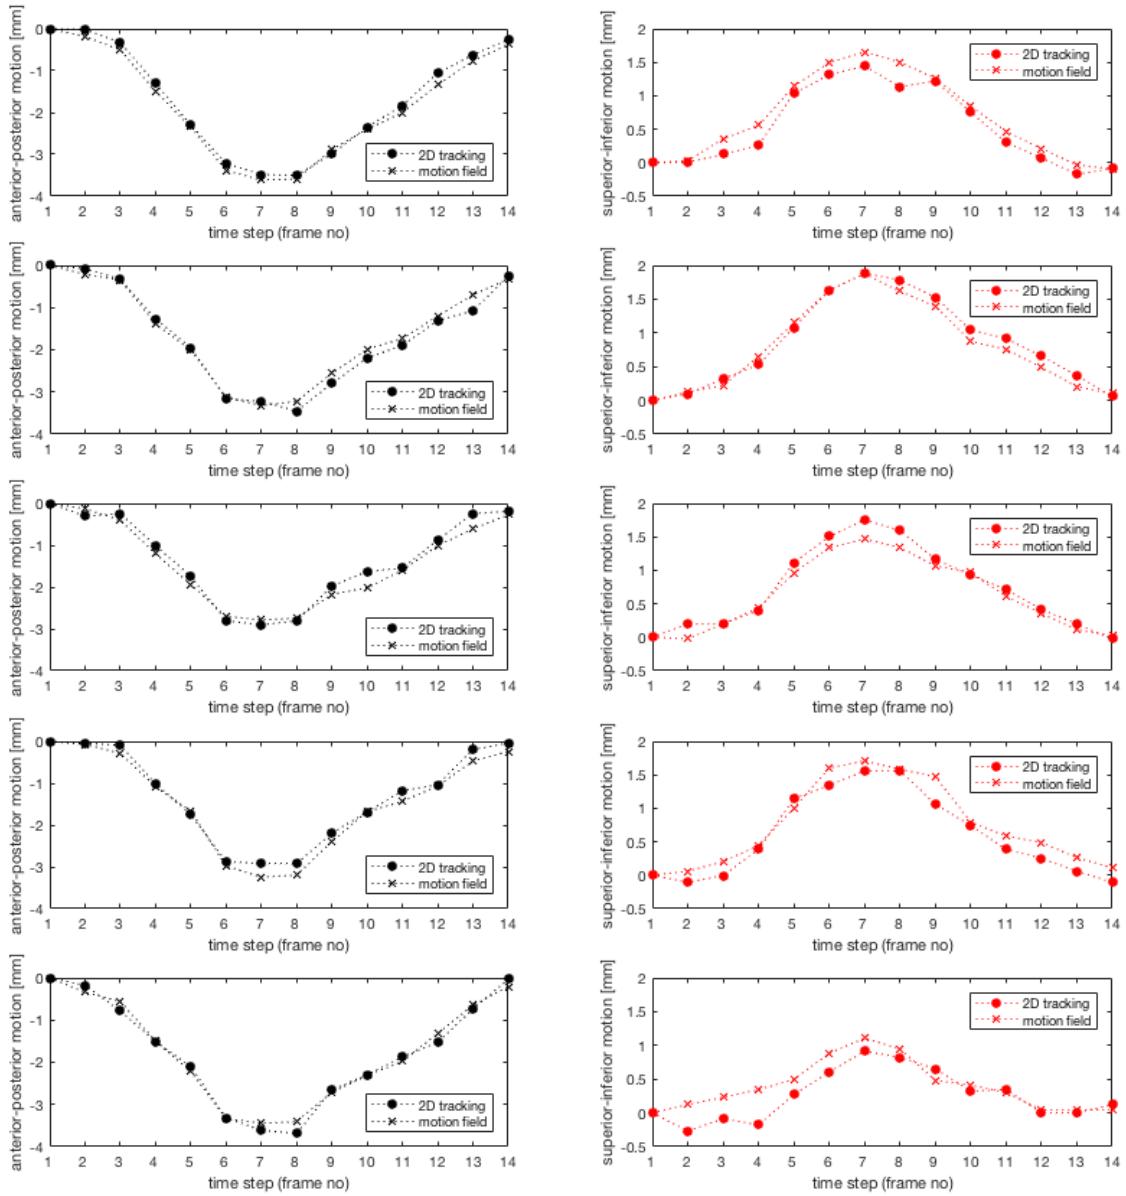 anterior-posterior motion [mm]
0
-1
-2
-3
-4
2D tracking
motion field
1 2 3 4 5 6 7 8 9 10 11 12 13 14
time step (frame no)
superior-inferior motion [mm]
2
1.5
1
0.5
0
-0.5
2D tracking
motion field
1 2 3 4 5 6 7 8 9 10 11 12 13 14
time step (frame no)
anterior-posterior motion [mm]
0
-1
-2
-3
-4
2D tracking
motion field
1 2 3 4 5 6 7 8 9 10 11 12 13 14
time step (frame no)
superior-inferior motion [mm]
2
1.5
1
0.5
0
-0.5
2D tracking
motion field
1 2 3 4 5 6 7 8 9 10 11 12 13 14
time step (frame no)
anterior-posterior motion [mm]
0
-1
-2
-3
-4
2D tracking
motion field
1 2 3 4 5 6 7 8 9 10 11 12 13 14
time step (frame no)
superior-inferior motion [mm]
2
1.5
1
0.5
0
-0.5
2D tracking
motion field
1 2 3 4 5 6 7 8 9 10 11 12 13 14
time step (frame no)
anterior-posterior motion [mm]
0
-1
-2
-3
-4
2D tracking
motion field
1 2 3 4 5 6 7 8 9 10 11 12 13 14
time step (frame no)
superior-inferior motion [mm]
2
1.5
1
0.5
0
-0.5
2D tracking
motion field
1 2 3 4 5 6 7 8 9 10 11 12 13 14
time step (frame no)
anterior-posterior motion [mm]
0
-1
-2
-3
-4
2D tracking
motion field
1 2 3 4 5 6 7 8 9 10 11 12 13 14
time step (frame no)
superior-inferior motion [mm]
2
1.5
1
0.5
0
-0.5
2D tracking
motion field
1 2 3 4 5 6 7 8 9 10 11 12 13 14
time step (frame no)